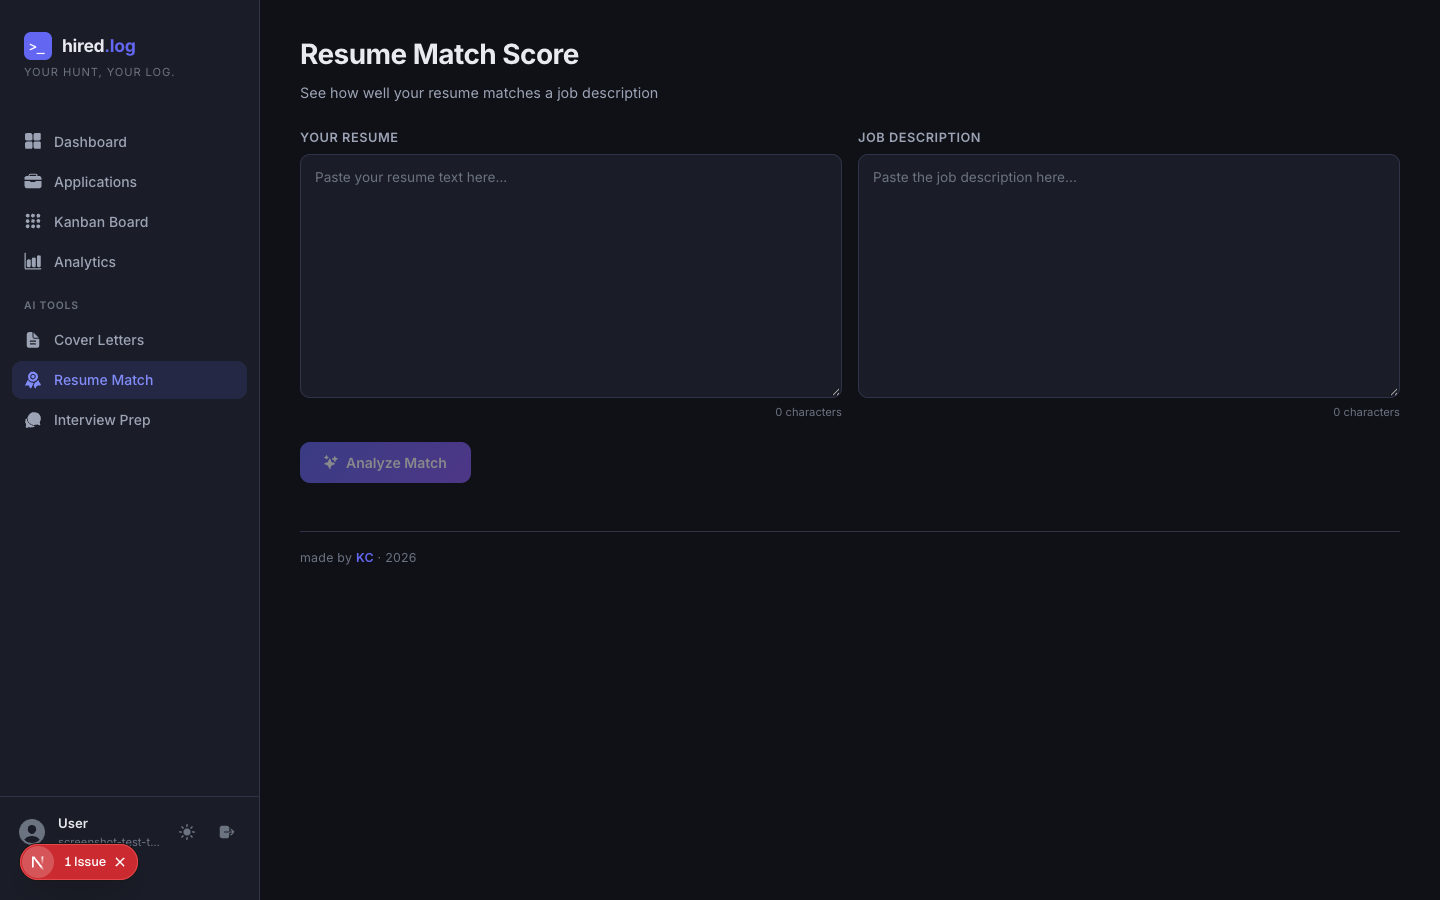 >_ hired.log
YOUR HUNT, YOUR LOG.
Dashboard
Applications
Kanban Board
Analytics
AI TOOLS
Cover Letters
Resume Match
Interview Prep
User
screenshot-test-t...
N 1 Issue
Resume Match Score
See how well your resume matches a job description
YOUR RESUME
Paste your resume text here...
0 characters
JOB DESCRIPTION
Paste the job description here...
0 characters
Analyze Match
made by KC · 2026